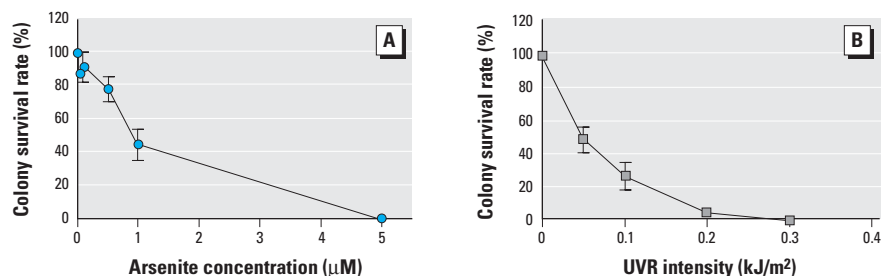 A
Colony survival rate (%)
120
100
80
60
40
20
0
0 1 2 3 4 5
Arsenite concentration (μM)
B
Colony survival rate (%)
120
100
80
60
40
20
0
0 0.1 0.2 0.3 0.4
UVR intensity (kJ/m²)